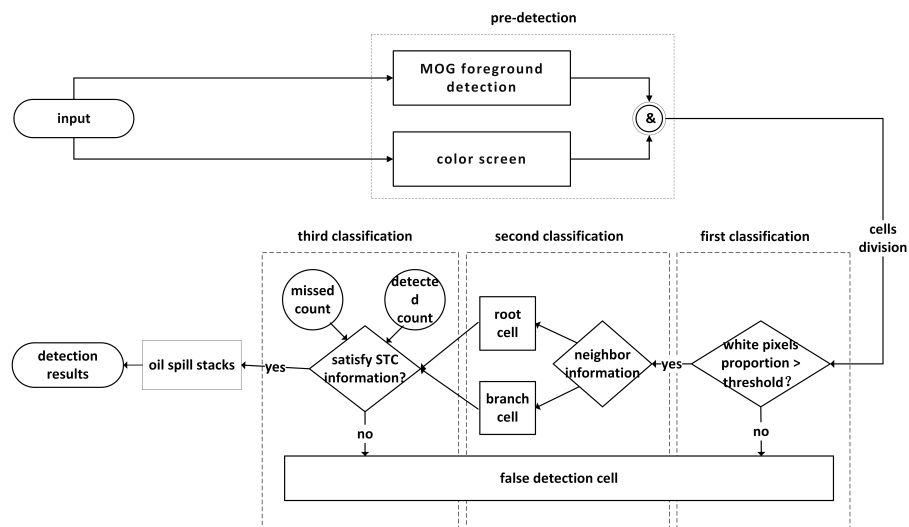 pre-detection
MOG foreground
detection
input
&
color screen
cells
division
third classification
second classification
first classification
missed
count
detecte
d
count
root
cell
white pixels
proportion >
threshold?
detection
results
oil spill stacks
yes
satisfy STC
information?
neighbor
information
yes
branch
cell
no
no
false detection cell